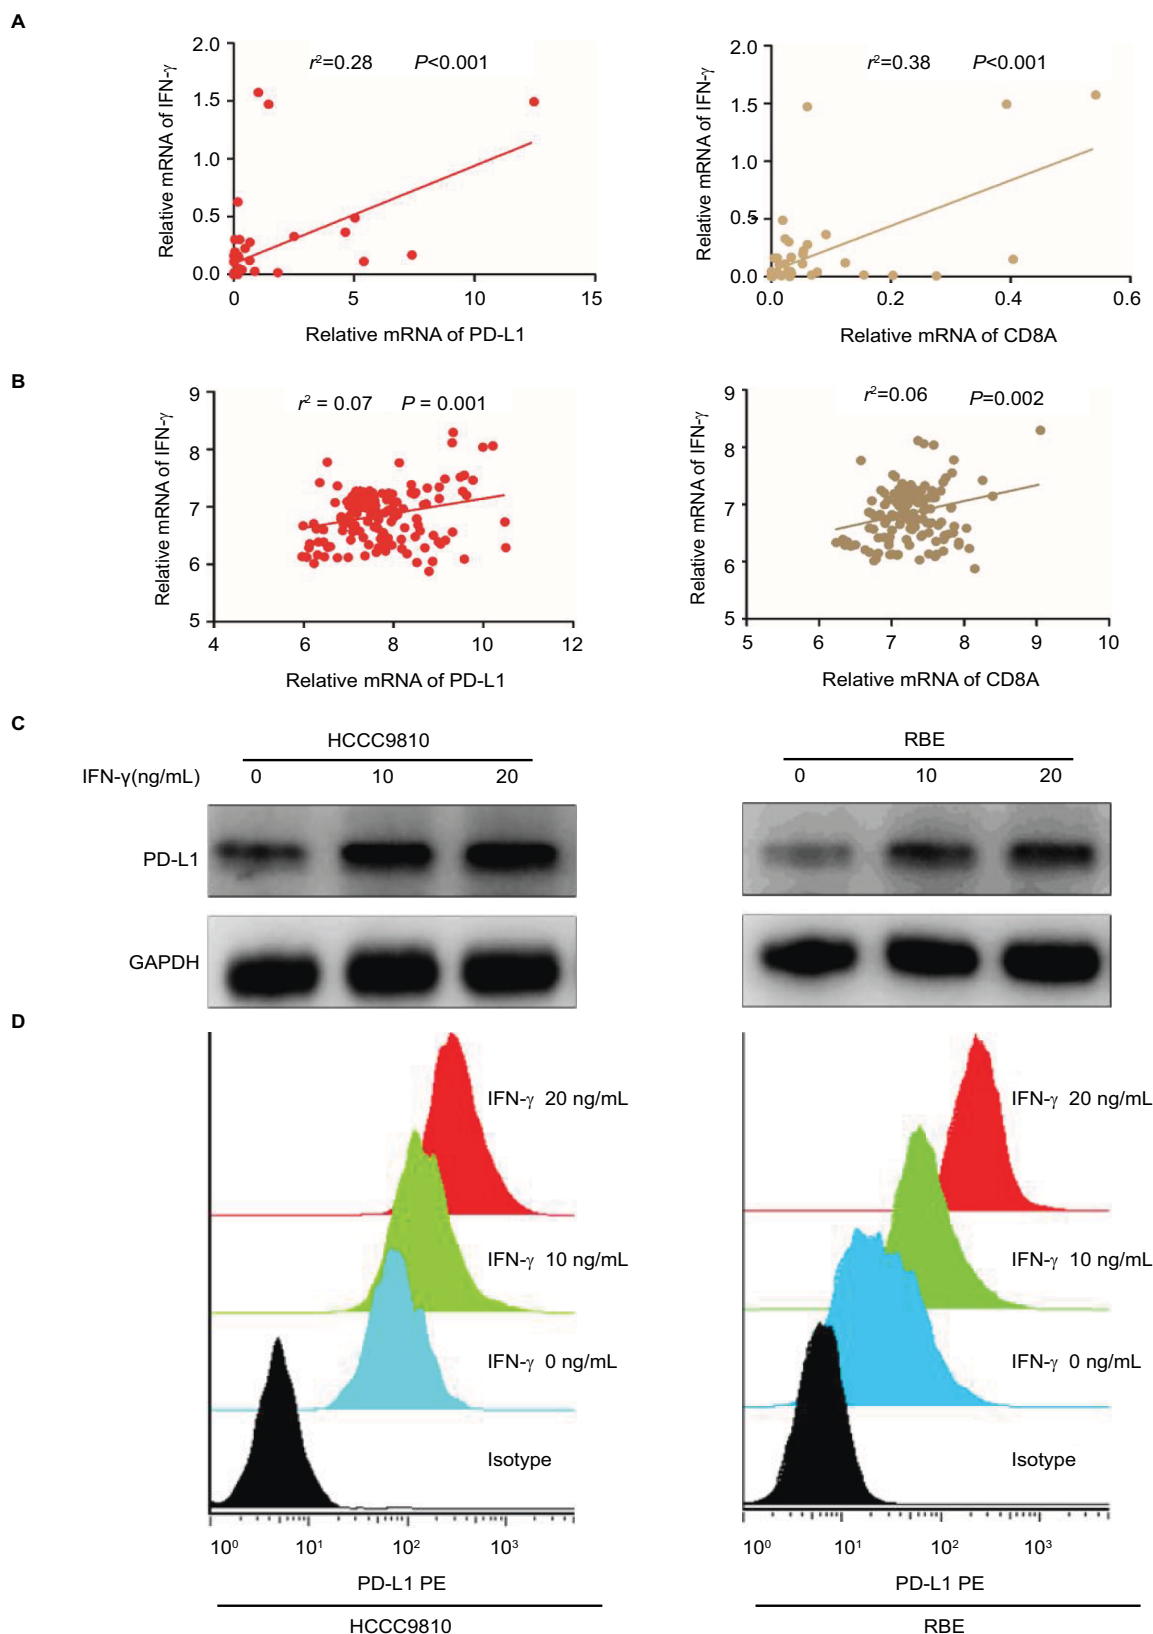 A
r²=0.28 P<0.001
Relative mRNA of IFN-γ
2.0
1.5
1.0
0.5
0.0
0 5 10 15
Relative mRNA of PD-L1
r²=0.38 P<0.001
Relative mRNA of IFN-γ
2.0
1.5
1.0
0.5
0.0
0.0 0.2 0.4 0.6
Relative mRNA of CD8A
B
r² = 0.07 P = 0.001
Relative mRNA of IFN-γ
9
8
7
6
5
4 6 8 10 12
Relative mRNA of PD-L1
r²=0.06 P=0.002
Relative mRNA of IFN-γ
9
8
7
6
5
5 6 7 8 9 10
Relative mRNA of CD8A
C
HCCC9810 RBE
IFN-γ(ng/mL) 0 10 20 0 10 20
PD-L1
GAPDH
D
IFN-γ 20 ng/mL
IFN-γ 10 ng/mL
IFN-γ 0 ng/mL
Isotype
10⁰ 10¹ 10² 10³
PD-L1 PE
HCCC9810
IFN-γ 20 ng/mL
IFN-γ 10 ng/mL
IFN-γ 0 ng/mL
Isotype
10⁰ 10¹ 10² 10³
PD-L1 PE
RBE